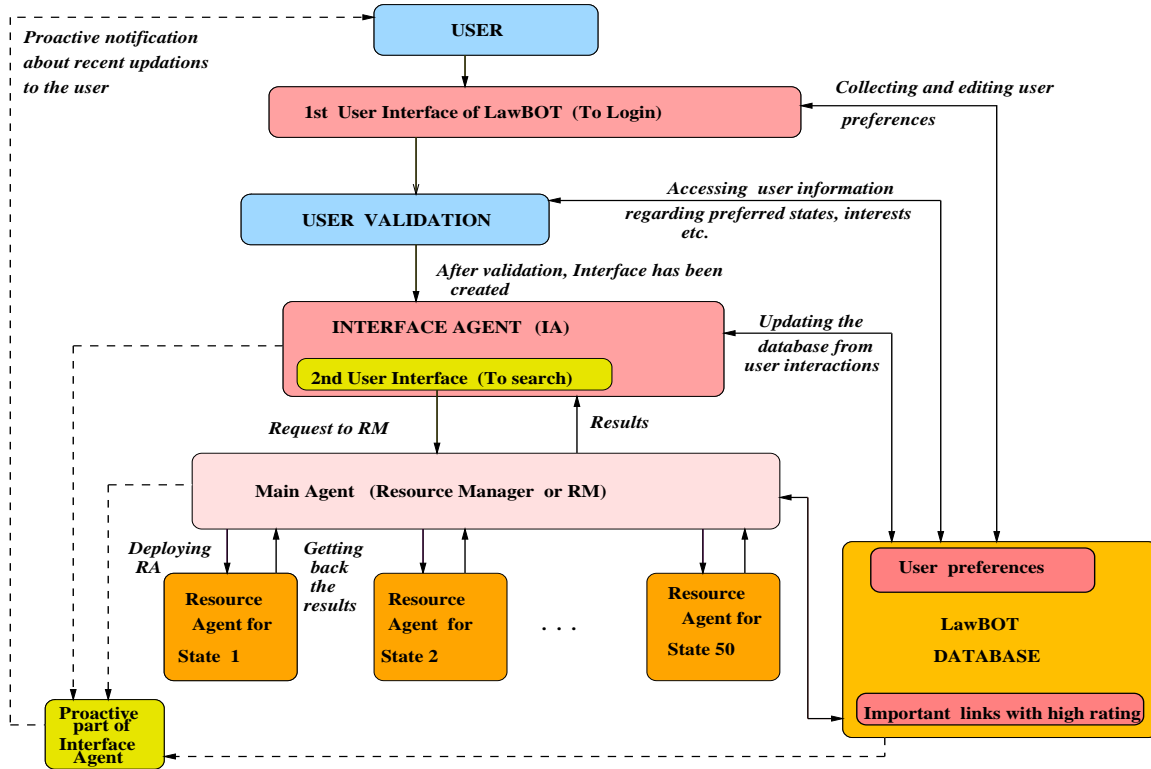 Proactive notification
about recent updations
to the user
USER
1st User Interface of LawBOT (To Login)
Collecting and editing user
preferences
USER VALIDATION
Accessing user information
regarding preferred states, interests
etc.
After validation, Interface has been
created
INTERFACE AGENT (IA)
2nd User Interface (To search)
Updating the
database from
user interactions
Request to RM
Results
Main Agent (Resource Manager or RM)
Deploying
RA
Getting
back
the
results
Resource
Agent for
State 1
Resource
Agent for
State 2
. . .
Resource
Agent for
State 50
User preferences
LawBOT
DATABASE
Important links with high rating
Proactive
part of
Interface
Agent